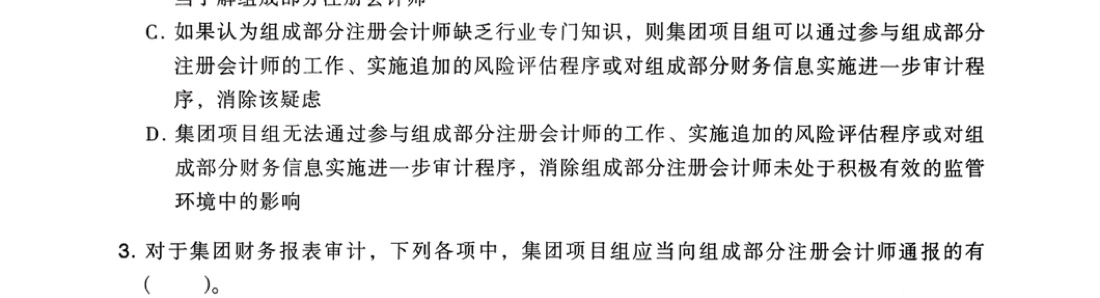 C. 如果认为组成部分注册会计师缺乏行业专门知识，则集团项目组可以通过参与组成部分
注册会计师的工作、实施追加的风险评估程序或对组成部分财务信息实施进一步审计程
序，消除该疑虑
D. 集团项目组无法通过参与组成部分注册会计师的工作、实施追加的风险评估程序或对组
成部分财务信息实施进一步审计程序，消除组成部分注册会计师未处于积极有效的监管
环境中的影响
3. 对于集团财务报表审计，下列各项中，集团项目组应当向组成部分注册会计师通报的有
(　　)。